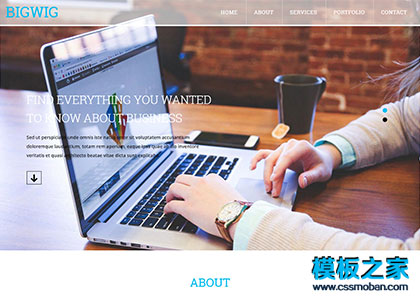 BIGWIG
HOME ABOUT SERVICES PORTFOLIO CONTACT
FIND EVERYTHING YOU WANTED
TO KNOW ABOUT BUSINESS
Sed ut perspiciatis unde omnis iste natus error sit voluptatem accusantium
doloremque laudantium, totam rem aperiam, eaque ipsa quae ab illo inventore
veritatis et quasi architecto beatae vitae dicta sunt explicabo.
ABOUT
模板之家
www.cssmoban.com